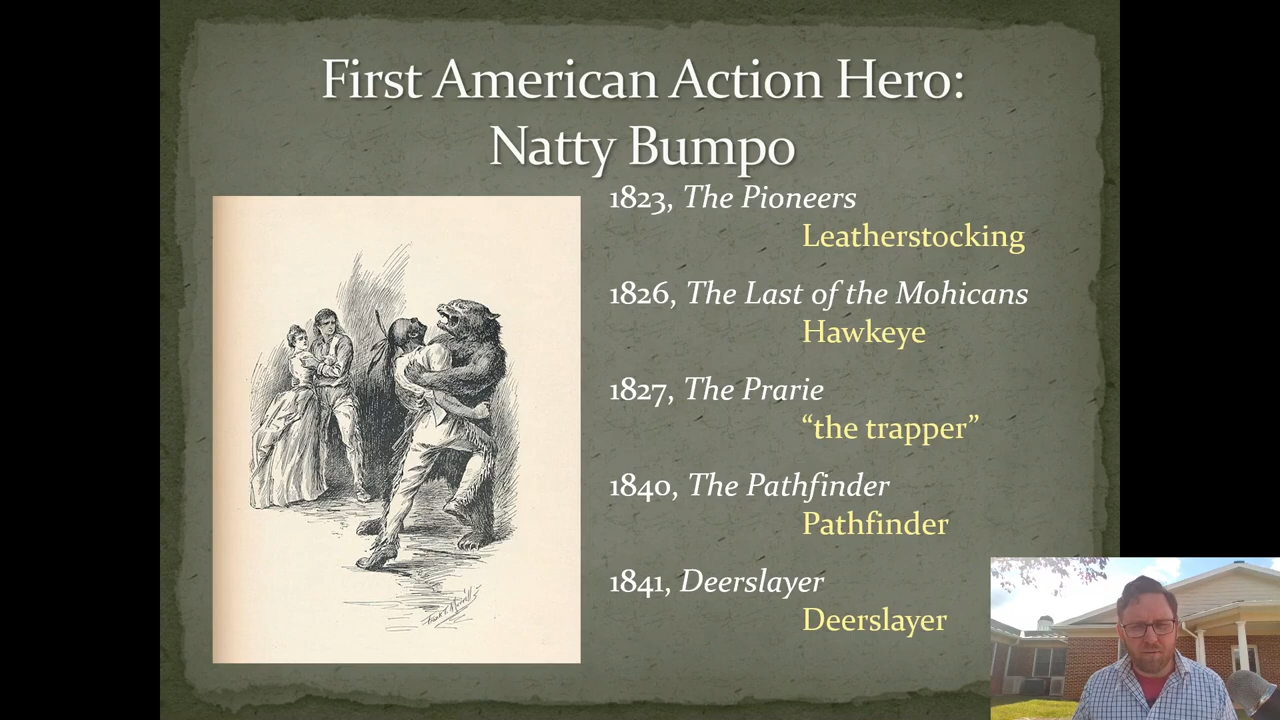 First American Action Hero:
Natty Bumpo
1823, The Pioneers
Leatherstocking
1826, The Last of the Mohicans
Hawkeye
1827, The Prarie
“the trapper”
1840, The Pathfinder
Pathfinder
1841, Deerslayer
Deerslayer